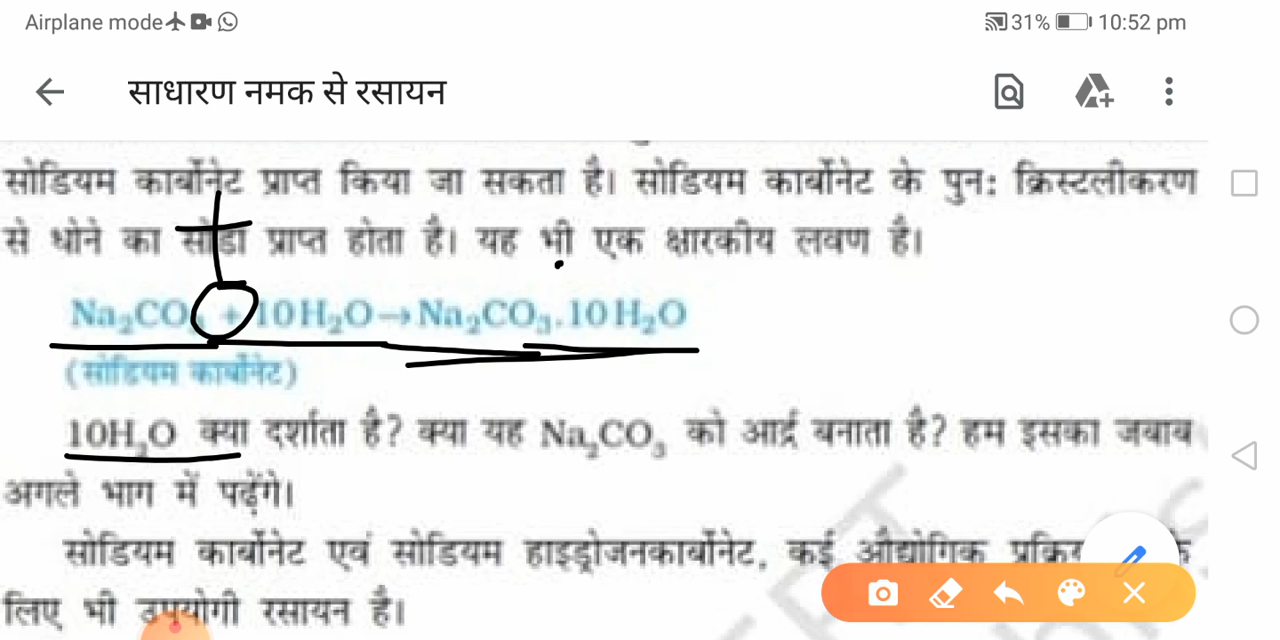 Airplane mode 31% 10:52 pm
साधारण नमक से रसायन
सोडियम कार्बोनेट प्राप्त किया जा सकता है। सोडियम कार्बोनेट के पुन: क्रिस्टलीकरण
से धोने का सोडा प्राप्त होता है। यह भी एक क्षारकीय लवण है।
Na₂CO₃ + 10H₂O → Na₂CO₃.10H₂O
(सोडियम कार्बोनेट)
10H₂O क्या दर्शाता है? क्या यह Na₂CO₃ को आर्द्र बनाता है? हम इसका जवाब
अगले भाग में पढ़ेंगे।
सोडियम कार्बोनेट एवं सोडियम हाइड्रोजनकार्बोनेट, कई औद्योगिक
लिए भी उपयोगी रसायन है।